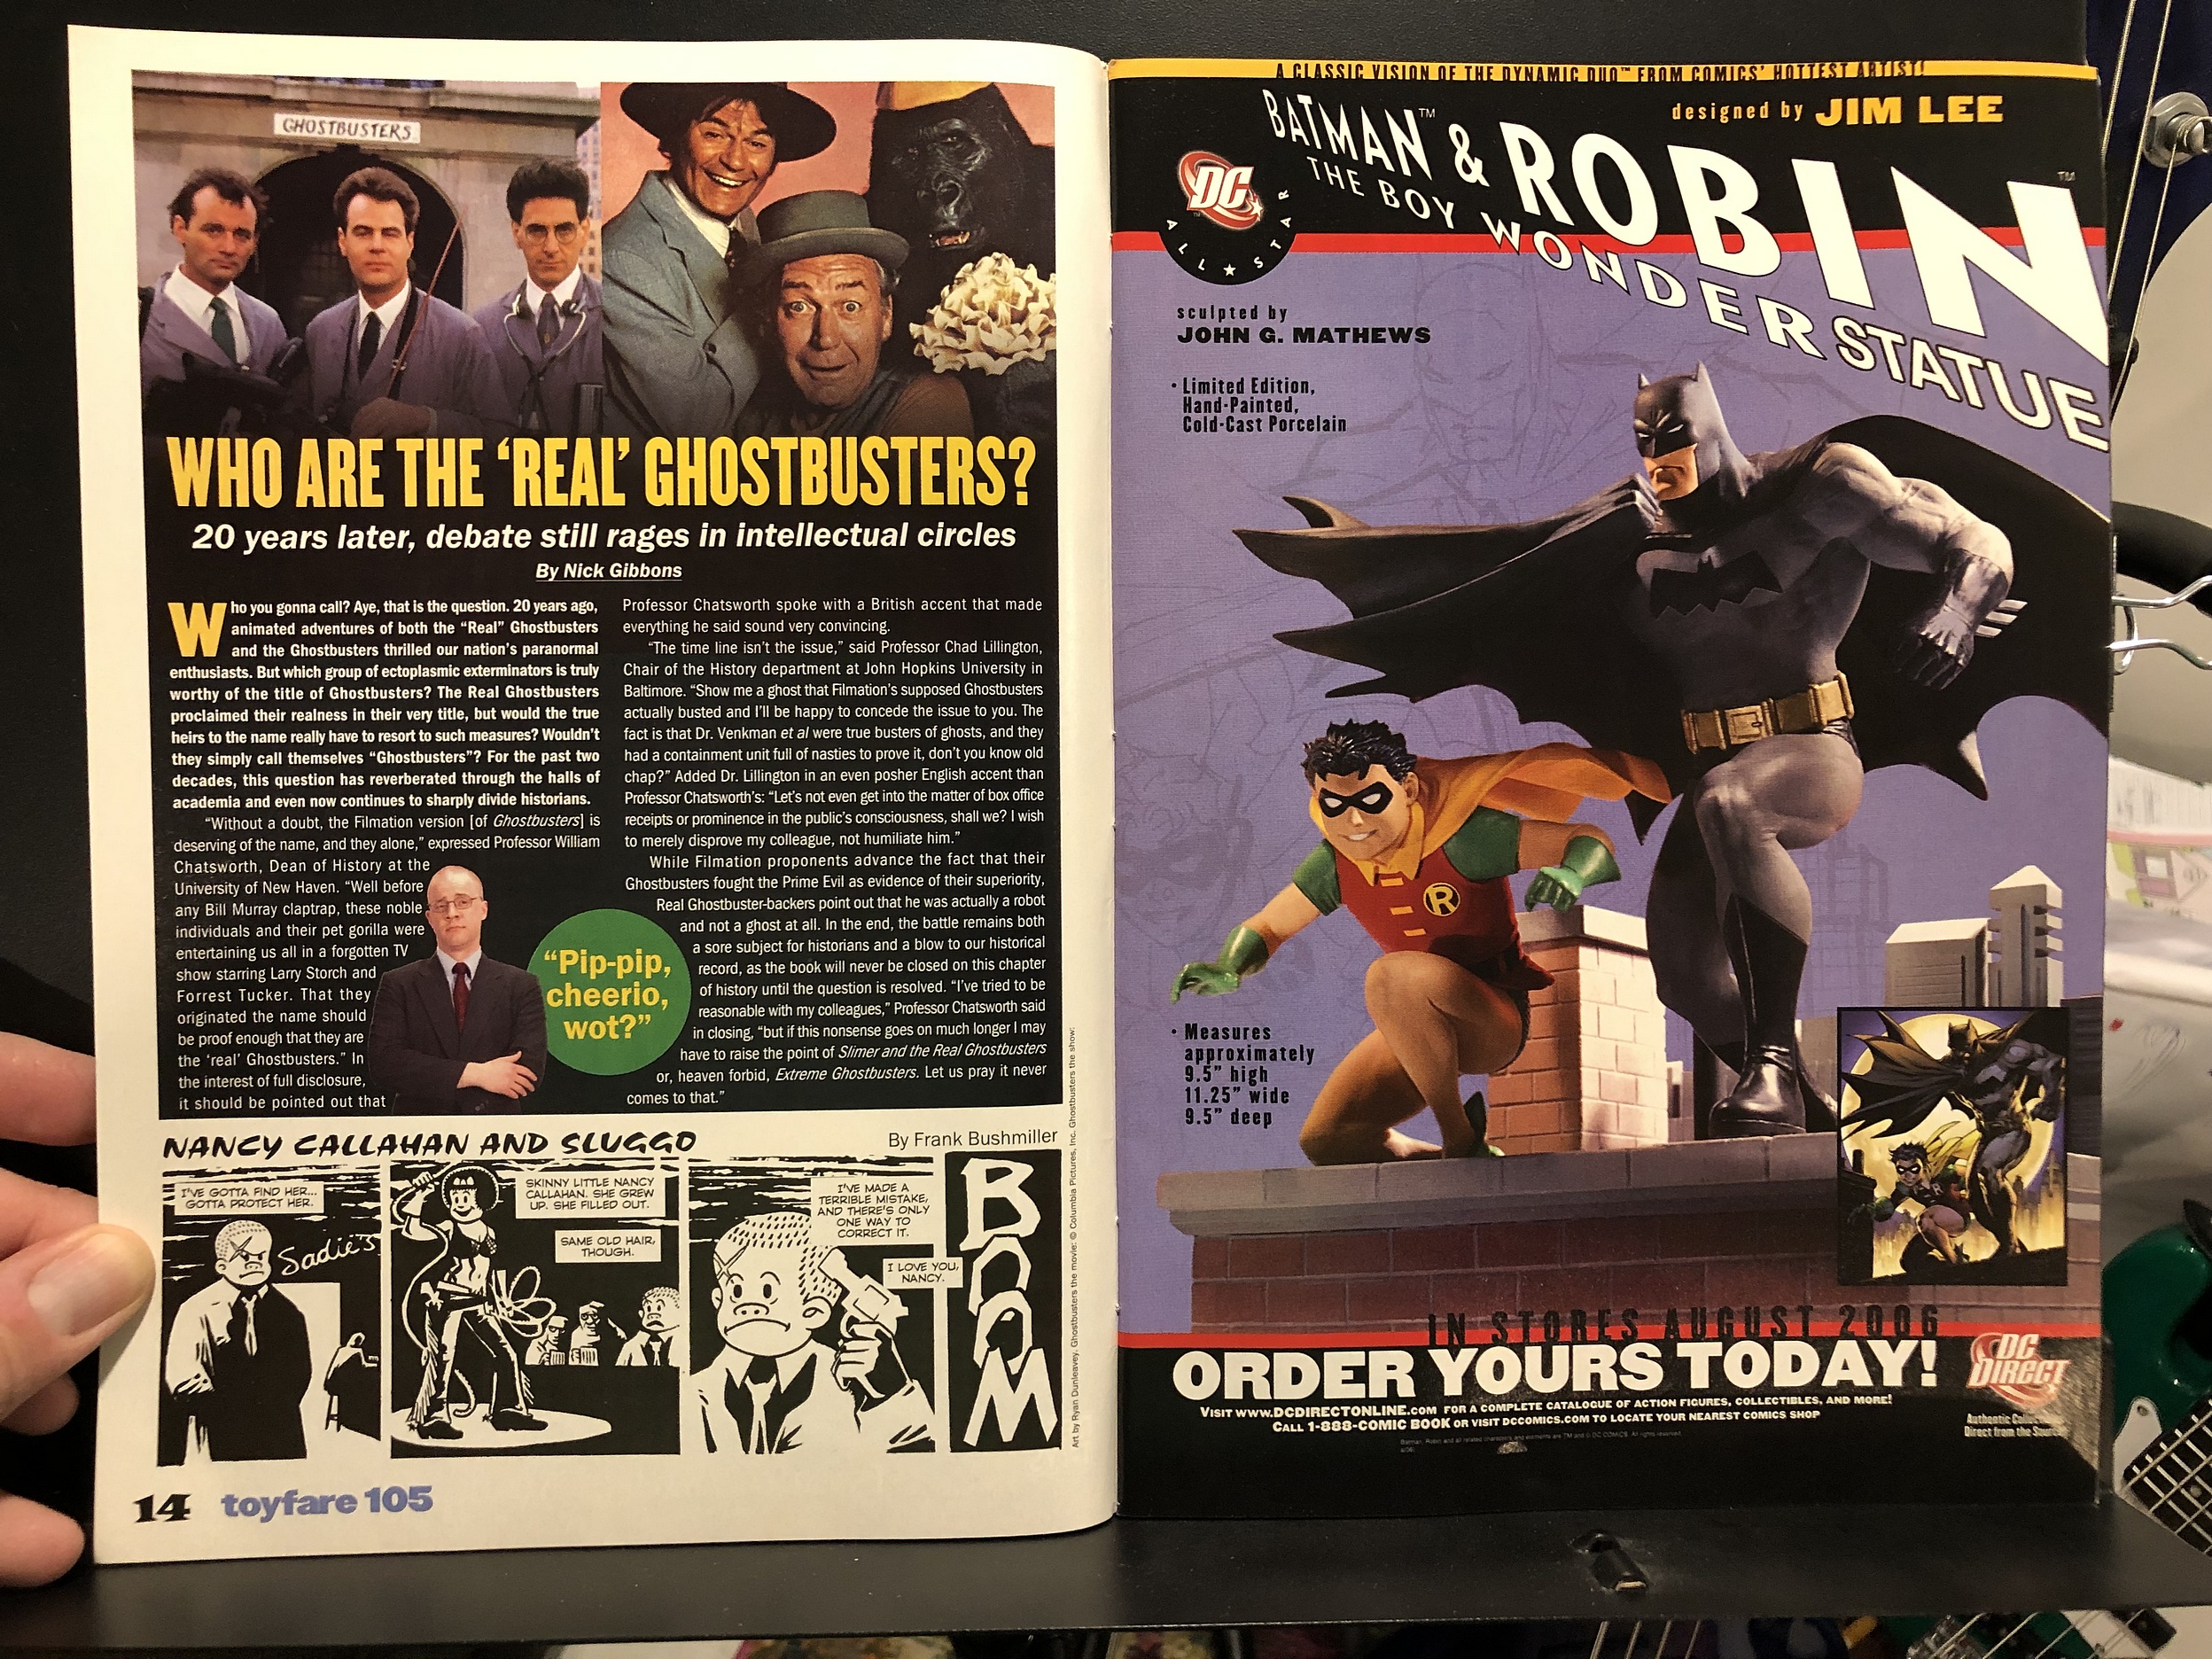 GHOSTBUSTERS
WHO ARE THE ‘REAL’ GHOSTBUSTERS?
20 years later, debate still rages in intellectual circles
By Nick Gibbons
Who you gonna call? Aye, that is the question. 20 years ago,
animated adventures of both the “Real” Ghostbusters
and the Ghostbusters thrilled our nation’s paranormal
enthusiasts. But which group of ectoplasmic exterminators is truly
worthy of the title of Ghostbusters? The Real Ghostbusters
proclaimed their realness in their very title, but would the true
heirs to the name really have to resort to such measures? Wouldn’t
they simply call themselves “Ghostbusters”? For the past two
decades, this question has reverberated through the halls of
academia and even now continues to sharply divide historians.
“Without a doubt, the Filmation version [of Ghostbusters] is
deserving of the name, and they alone,” expressed Professor William
Chatsworth, Dean of History at the
University of New Haven. “Well before
any Bill Murray claptrap, these noble
individuals and their pet gorilla were
entertaining us all in a forgotten TV
show starring Larry Storch and
Forrest Tucker. That they
originated the name should
be proof enough that they are
the ‘real’ Ghostbusters.” In
the interest of full disclosure,
it should be pointed out that
Professor Chatsworth spoke with a British accent that made
everything he said sound very convincing.
“The time line isn’t the issue,” said Professor Chad Lillington,
Chair of the History department at John Hopkins University in
Baltimore. “Show me a ghost that Filmation’s supposed Ghostbusters
actually busted and I’ll be happy to concede the issue to you. The
fact is that Dr. Venkman et al were true busters of ghosts, and they
had a containment unit full of nasties to prove it, don’t you know old
chap?” Added Dr. Lillington in an even posher English accent than
Professor Chatsworth’s: “Let’s not even get into the matter of box office
receipts or prominence in the public’s consciousness, shall we? I wish
to merely disprove my colleague, not humiliate him.”
While Filmation proponents advance the fact that their
Ghostbusters fought the Prime Evil as evidence of their superiority,
Real Ghostbuster-backers point out that he was actually a robot
and not a ghost at all. In the end, the battle remains both
a sore subject for historians and a blow to our historical
record, as the book will never be closed on this chapter
of history until the question is resolved. “I’ve tried to be
reasonable with my colleagues,” Professor Chatsworth said
in closing, “but if this nonsense goes on much longer I may
have to raise the point of Slimer and the Real Ghostbusters
or, heaven forbid, Extreme Ghostbusters. Let us pray it never
comes to that.”
“Pip-pip,
cheerio,
wot?”
NANCY CALLAHAN AND SLUGGO
By Frank Bushmiller
I'VE GOTTA FIND HER...
GOTTA PROTECT HER.
Sadie's
SKINNY LITTLE NANCY
CALLAHAN. SHE GREW
UP. SHE FILLED OUT.
SAME OLD HAIR,
THOUGH.
I'VE MADE A
TERRIBLE MISTAKE,
AND THERE'S ONLY
ONE WAY TO
CORRECT IT.
I LOVE YOU,
NANCY.
BOOM
Art by Ryan Dunleavey, Ghostbusters the movie: © Columbia Pictures, Inc. Ghostbusters the show:
14 toyfare 105
A CLASSIC VISION OF THE DYNAMIC DUO™ FROM COMICS' HOTTEST ARTIST!
designed by JIM LEE
DC
ALL ★ STAR
BATMAN™ & ROBIN™
THE BOY WONDER STATUE
sculpted by
JOHN G. MATHEWS
• Limited Edition,
Hand-Painted,
Cold-Cast Porcelain
R
• Measures
approximately
9.5” high
11.25” wide
9.5” deep
IN STORES AUGUST 2006
ORDER YOURS TODAY!
VISIT WWW.DCDIRECTONLINE.COM FOR A COMPLETE CATALOGUE OF ACTION FIGURES, COLLECTIBLES, AND MORE!
CALL 1-888-COMIC BOOK OR VISIT DCCOMICS.COM TO LOCATE YOUR NEAREST COMICS SHOP
Batman, Robin and all related characters and elements are TM and © DC COMICS. All rights reserved.
DC
DIRECT
Authentic
Direct from the Source